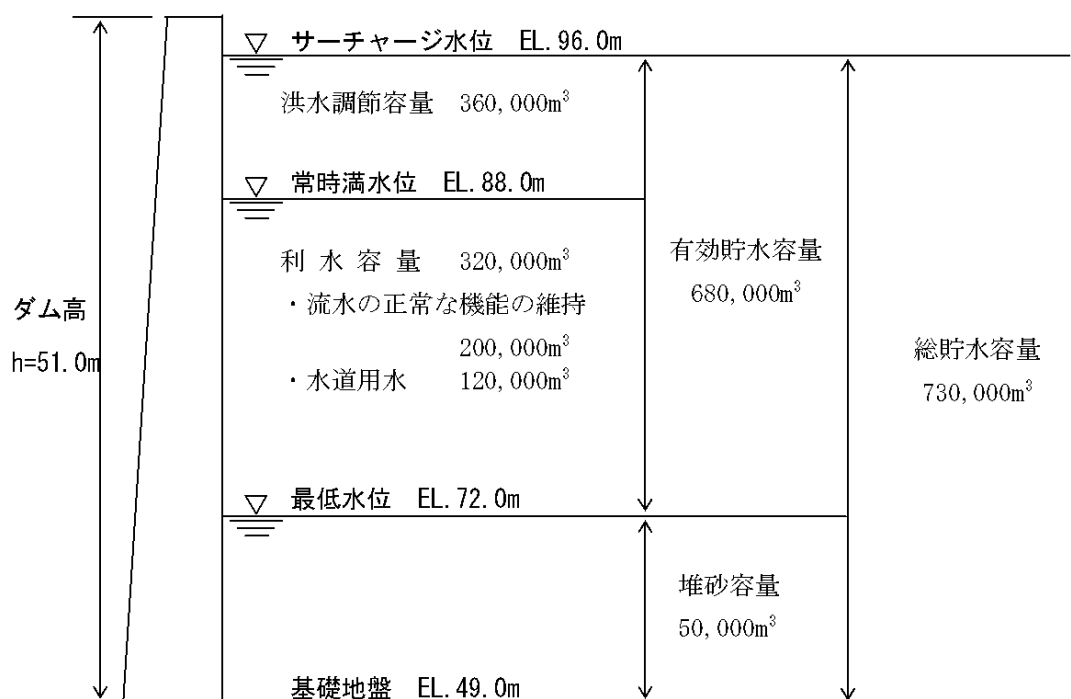 サーチャージ水位 EL.96.0m
洪水調節容量 360,000m³
常時満水位 EL.88.0m
利水容量 320,000m³
・流水の正常な機能の維持
200,000m³
・水道用水 120,000m³
有効貯水容量
680,000m³
ダム高
h=51.0m
総貯水容量
730,000m³
最低水位 EL.72.0m
堆砂容量
50,000m³
基礎地盤 EL.49.0m